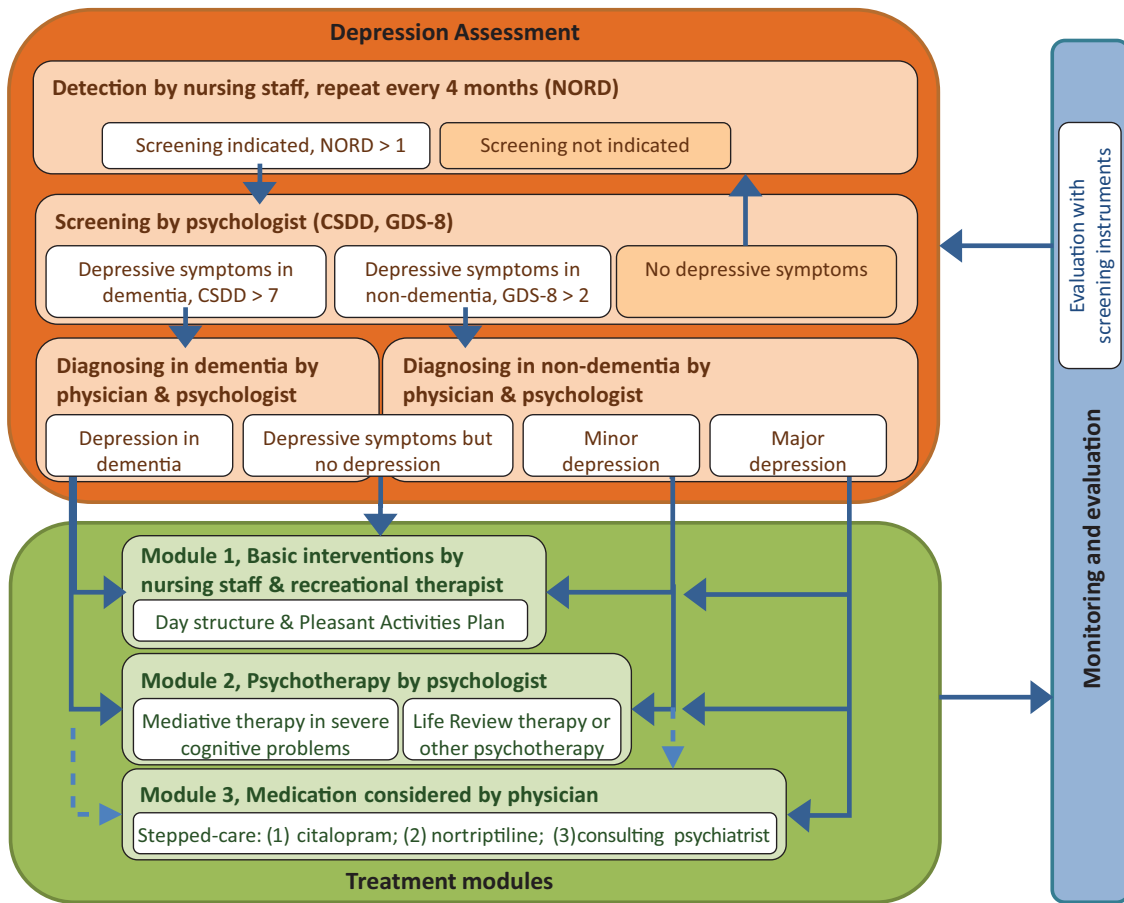 Depression Assessment
Detection by nursing staff, repeat every 4 months (NORD)
Screening indicated, NORD > 1
Screening not indicated
Screening by psychologist (CSDD, GDS-8)
Depressive symptoms in
dementia, CSDD > 7
Depressive symptoms in
non-dementia, GDS-8 > 2
No depressive symptoms
Diagnosing in dementia by
physician & psychologist
Diagnosing in non-dementia by
physician & psychologist
Depression in
dementia
Depressive symptoms but
no depression
Minor
depression
Major
depression
Module 1, Basic interventions by
nursing staff & recreational therapist
Day structure & Pleasant Activities Plan
Module 2, Psychotherapy by psychologist
Mediative therapy in severe
cognitive problems
Life Review therapy or
other psychotherapy
Module 3, Medication considered by physician
Stepped-care: (1) citalopram; (2) nortriptiline; (3)consulting psychiatrist
Treatment modules
Evaluation with
screening instruments
Monitoring and evaluation